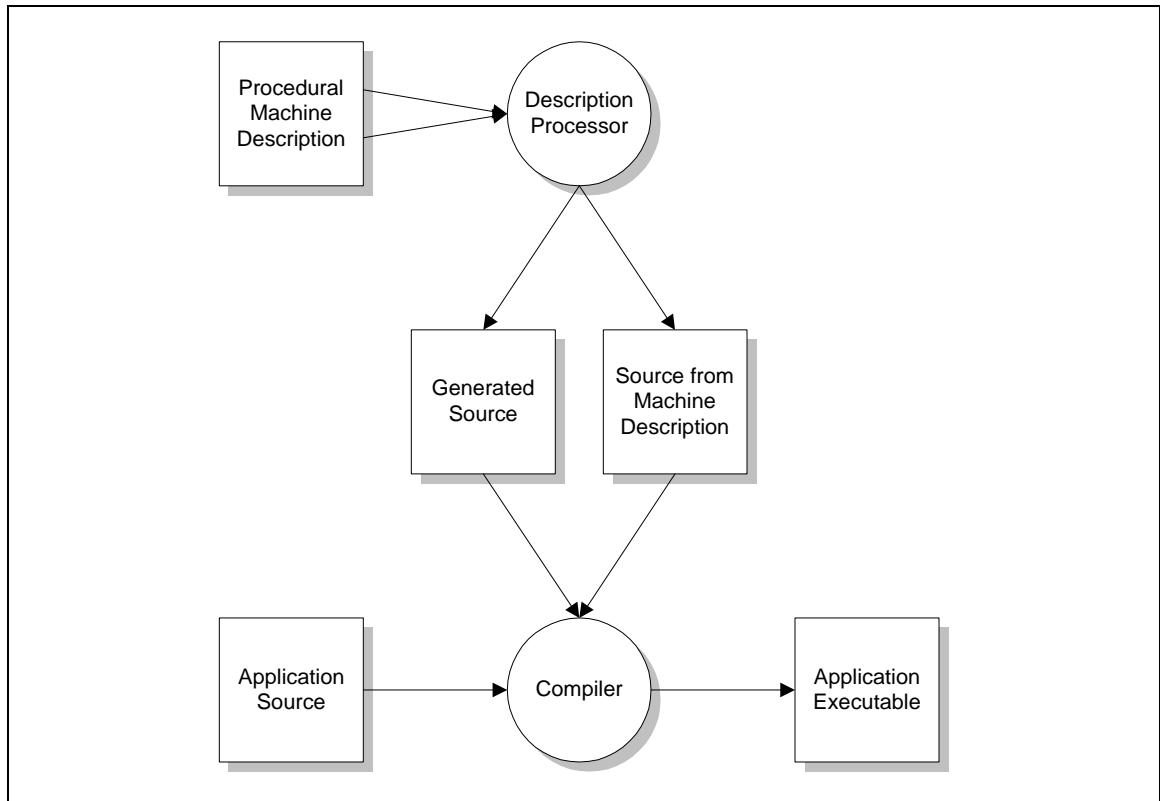 Procedural
Machine
Description
Description
Processor
Generated
Source
Source from
Machine
Description
Application
Source
Compiler
Application
Executable